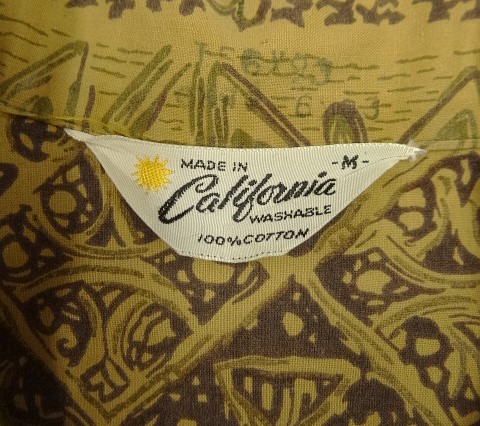 MADE IN -M-
California
WASHABLE
100% COTTON